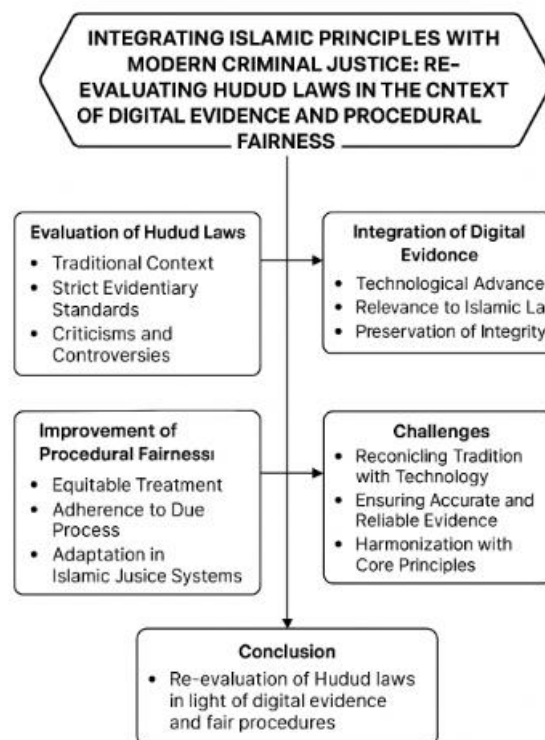 INTEGRATING ISLAMIC PRINCIPLES WITH
MODERN CRIMINAL JUSTICE: RE-
EVALUATING HUDUD LAWS IN THE CNTEXT
OF DIGITAL EVIDENCE AND PROCEDURAL
FAIRNESS
Evaluation of Hudud Laws
• Traditional Context
• Strict Evidentiary
Standards
• Criticisms and
Controversies
Integration of Digital
Evidonce
• Technological Advance
• Relevance to Islamic La
• Preservation of Integrity
Improvement of
Procedural Fairnessı
• Equitable Treatment
• Adherence to Due
Process
• Adaptation in
Islamic Jusice Systems
Challenges
• Reconicling Tradition
with Technology
• Ensuring Accurate and
Reliable Evidence
• Harmonization with
Core Principles
Conclusion
• Re-evaluation of Hudud laws
in light of digital evidence
and fair procedures